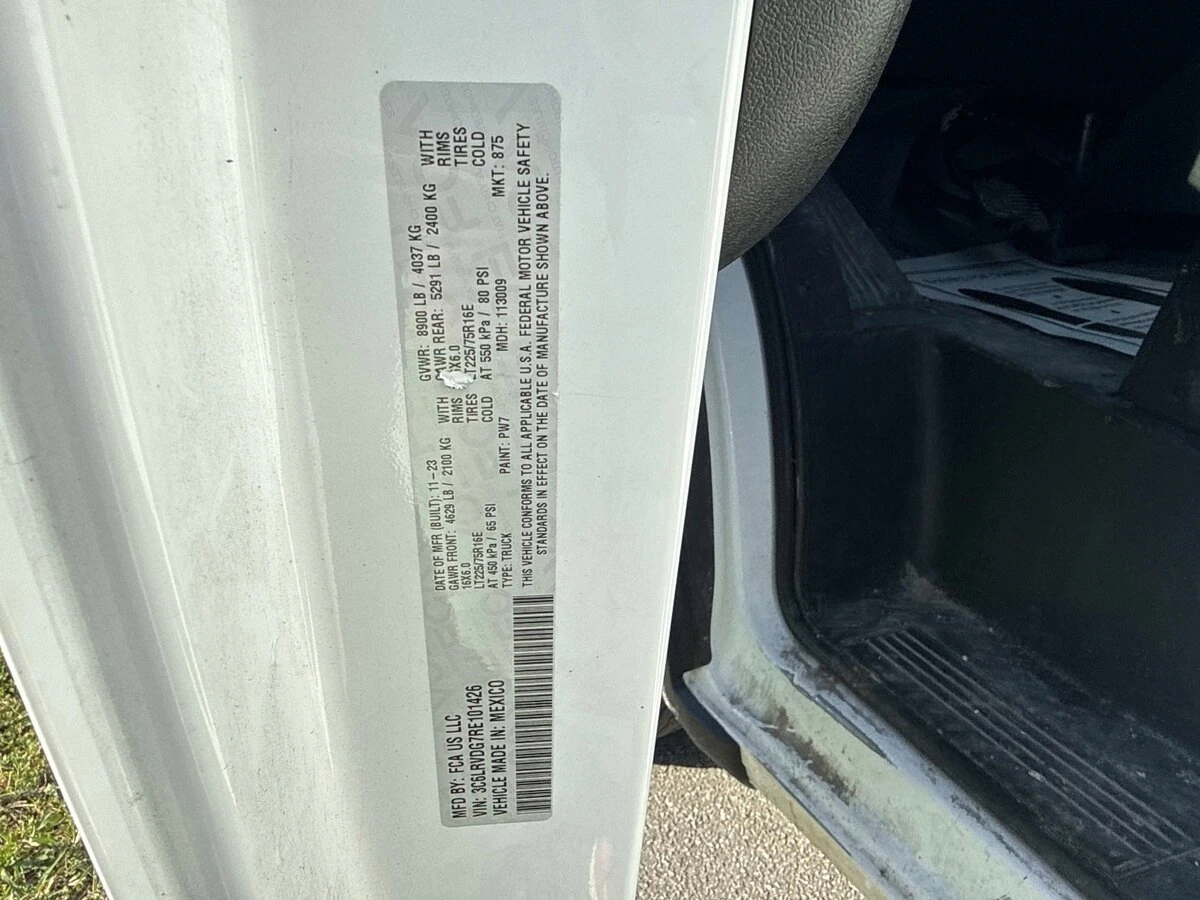 MFD BY: FCA US LLC
VIN: 3C6LRVDG7RE101426
VEHICLE MADE IN: MEXICO
DATE OF MFR (BUILT): 11-23
GAWR FRONT: 4629 LB / 2100 KG WITH
16X6.0 RIMS
LT225/75R16E TIRES
AT 450 kPa / 65 PSI COLD
GVWR: 8900 LB / 4037 KG
GAWR REAR: 5291 LB / 2400 KG WITH
16X6.0 RIMS
LT225/75R16E TIRES
AT 550 kPa / 80 PSI COLD
TYPE: TRUCK PAINT: PW7 MDH: 113009 MKT: 875
THIS VEHICLE CONFORMS TO ALL APPLICABLE U.S.A. FEDERAL MOTOR VEHICLE SAFETY
STANDARDS IN EFFECT ON THE DATE OF MANUFACTURE SHOWN ABOVE.